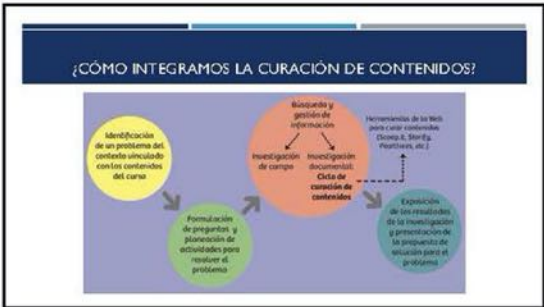 ¿CÓMO INTEGRAMOS LA CURACIÓN DE CONTENIDOS?
Identificación
de un problema del
contexto vinculado
con los contenidos
del curso
Formulación
de preguntas y
planeación de
actividades para
resolver el
problema
Búsqueda y
gestión de
información
Investigación
de campo
Investigación
documental:
Ciclo de
curación de
contenidos
Herramientas de la Web
para curar contenidos
(Scoop.it, Storify,
Pearltrees, etc.)
Exposición
de los resultados
de la investigación
y presentación de
la propuesta de
solución para el
problema